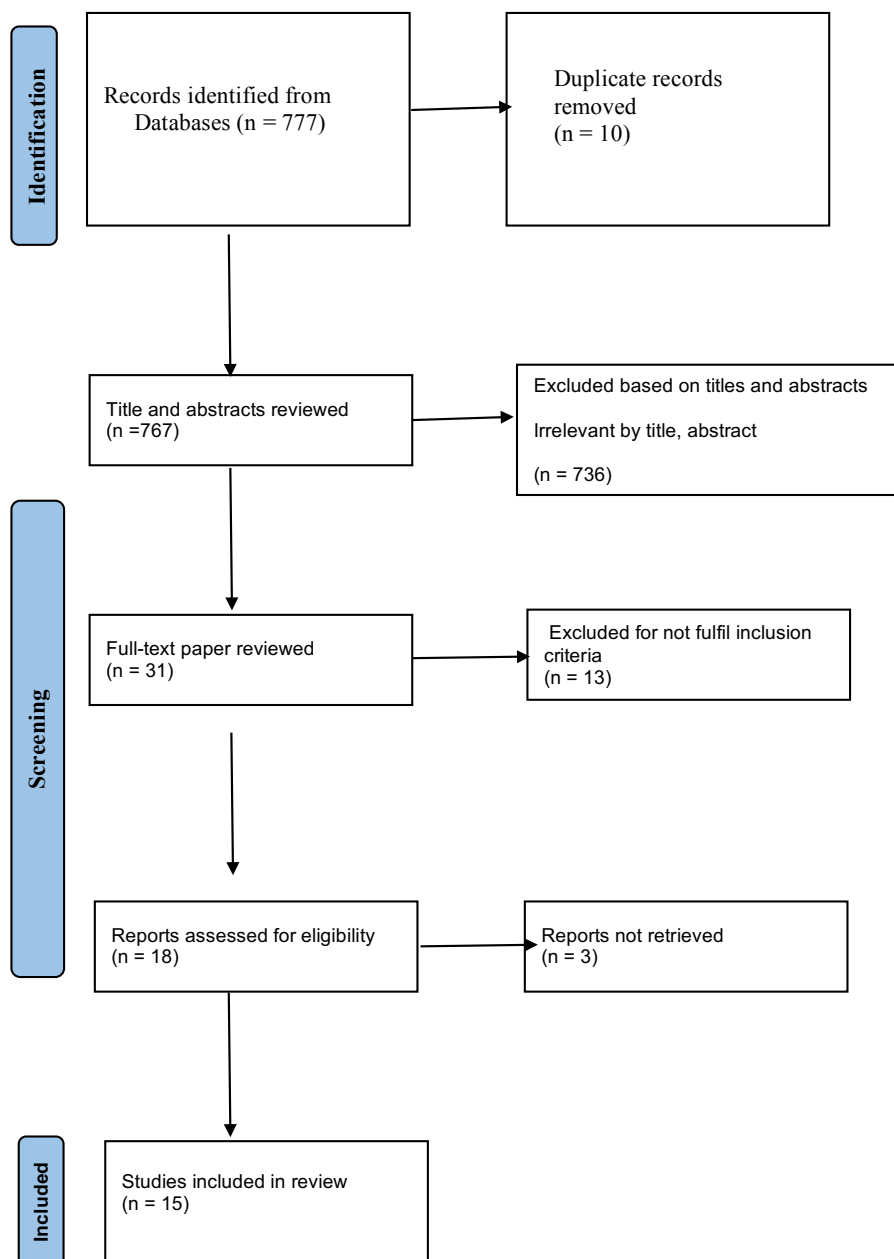 Identification
Records identified from
Databases (n = 777)
Duplicate records
removed
(n = 10)
Title and abstracts reviewed
(n =767)
Excluded based on titles and abstracts
Irrelevant by title, abstract
(n = 736)
Screening
Full-text paper reviewed
(n = 31)
Excluded for not fulfil inclusion
criteria
(n = 13)
Reports assessed for eligibility
(n = 18)
Reports not retrieved
(n = 3)
Included
Studies included in review
(n = 15)